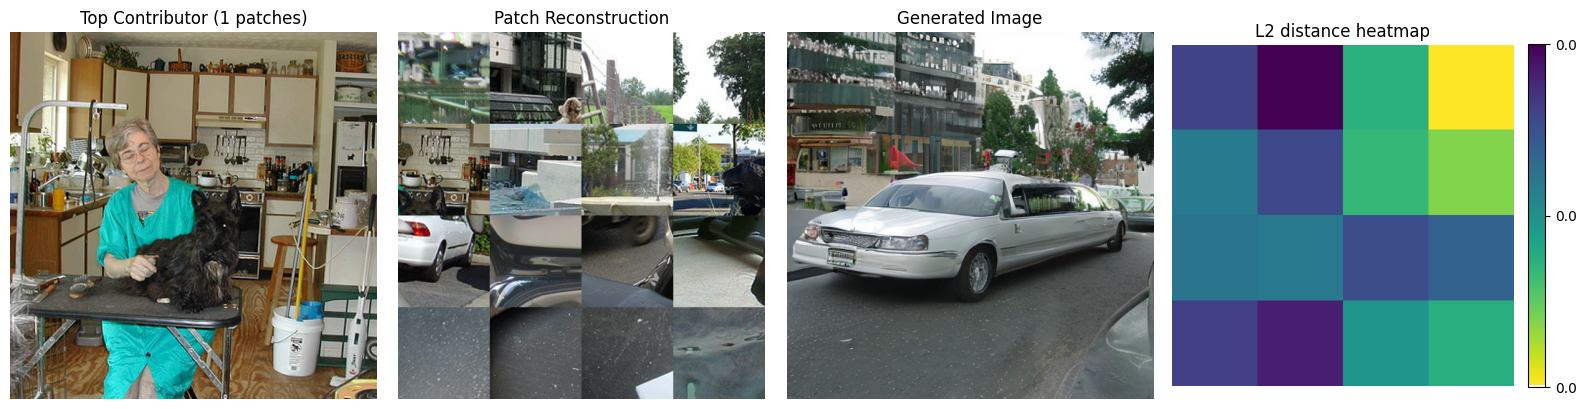 Top Contributor (1 patches)
Patch Reconstruction
Generated Image
L2 distance heatmap
0.0
0.0
0.0